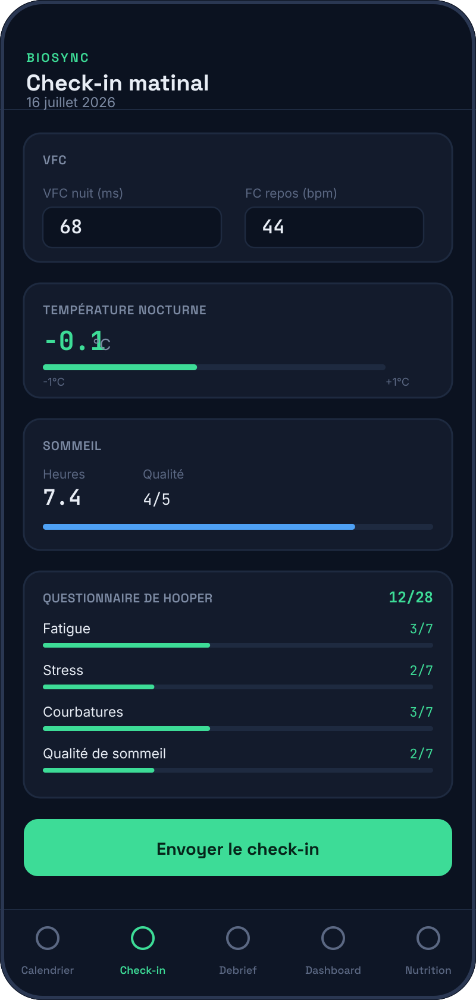 BIOSYNC
Check-in matinal
16 juillet 2026
VFC
VFC nuit (ms) FC repos (bpm)
68 44
TEMPÉRATURE NOCTURNE
-0.1°C
-1°C +1°C
SOMMEIL
Heures Qualité
7.4 4/5
QUESTIONNAIRE DE HOOPER 12/28
Fatigue 3/7
Stress 2/7
Courbatures 3/7
Qualité de sommeil 2/7
Envoyer le check-in
Calendrier Check-in Debrief Dashboard Nutrition